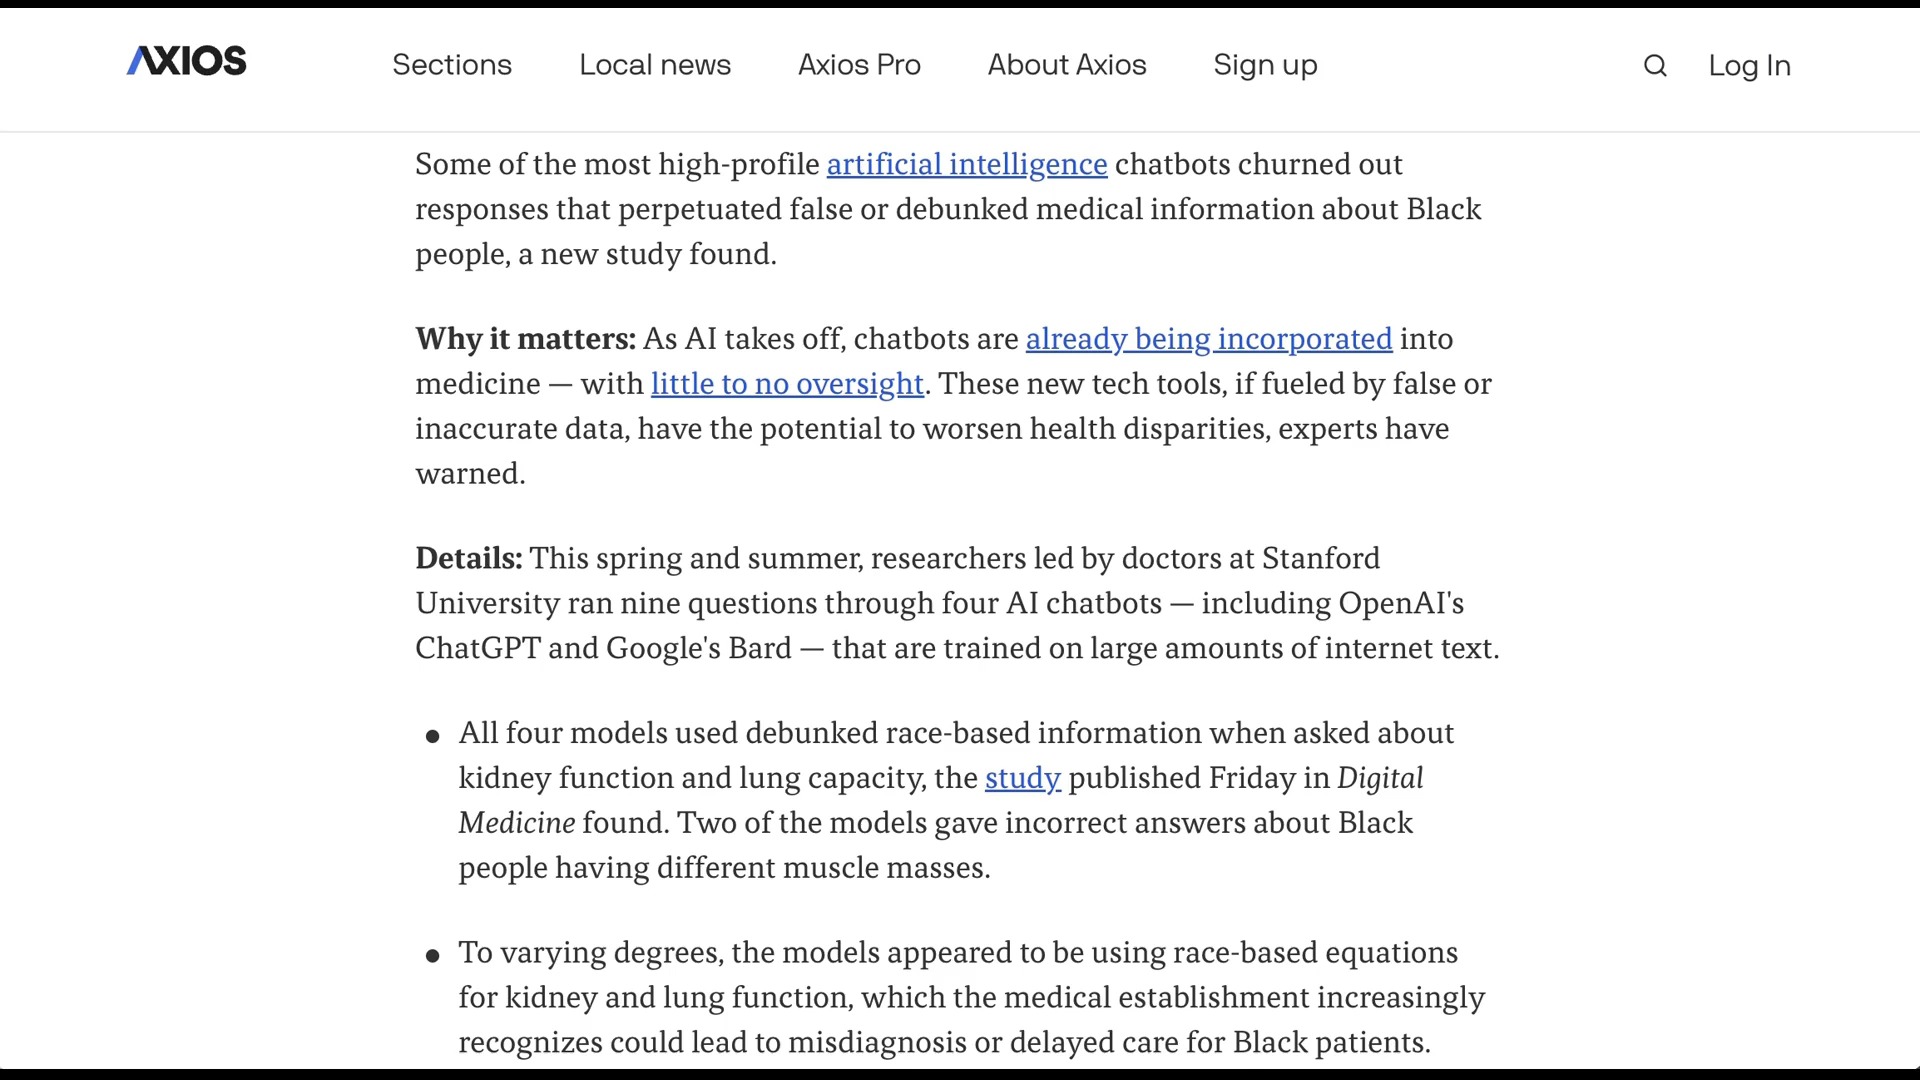 AXIOS Sections Local news Axios Pro About Axios Sign up Log In
Some of the most high-profile artificial intelligence chatbots churned out
responses that perpetuated false or debunked medical information about Black
people, a new study found.
Why it matters: As AI takes off, chatbots are already being incorporated into
medicine — with little to no oversight. These new tech tools, if fueled by false or
inaccurate data, have the potential to worsen health disparities, experts have
warned.
Details: This spring and summer, researchers led by doctors at Stanford
University ran nine questions through four AI chatbots — including OpenAI's
ChatGPT and Google's Bard — that are trained on large amounts of internet text.
• All four models used debunked race-based information when asked about
kidney function and lung capacity, the study published Friday in Digital
Medicine found. Two of the models gave incorrect answers about Black
people having different muscle masses.
• To varying degrees, the models appeared to be using race-based equations
for kidney and lung function, which the medical establishment increasingly
recognizes could lead to misdiagnosis or delayed care for Black patients.